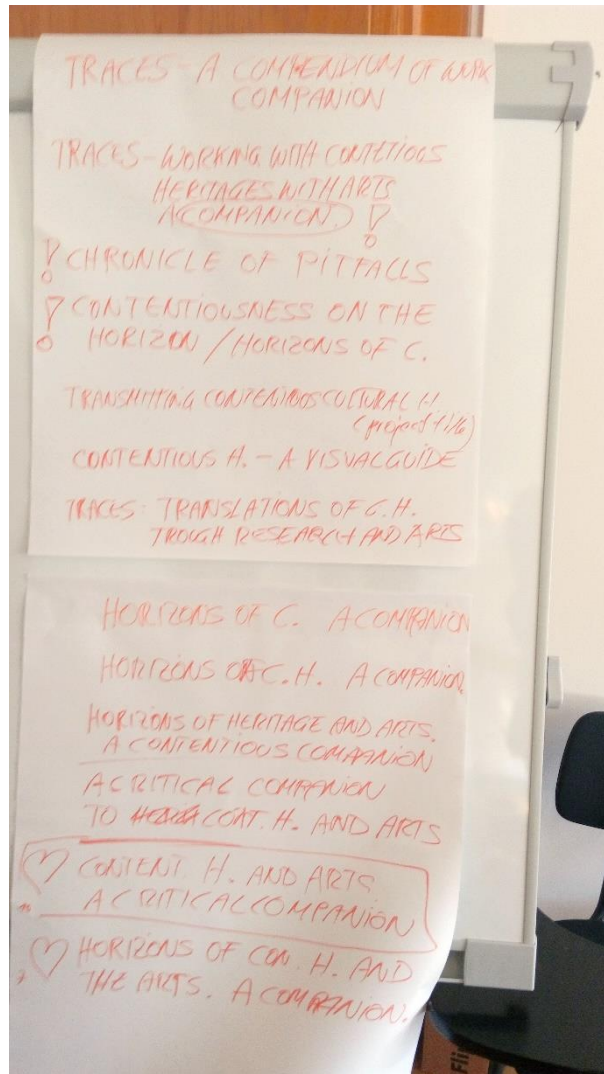 TRACES - A COMPENDIUM OF WORK
COMPANION
TRACES - WORKING WITH CONTETIOUS
HERITAGES WITH ARTS
A COMPANION. !
! CHRONICLE OF PITFALLS
! CONTENTIOUSNESS ON THE
HORIZON / HORIZONS OF C.
TRANSMITTING CONTENTIOUS CULTURAL H.
(project title)
CONTENTIOUS H. - A VISUAL GUIDE
TRACES: TRANSLATIONS OF C.H.
TROUGH RESEARCH AND ARTS
HORIZONS OF C. A COMPANION
HORIZONS OF C.H. A COMPANION.
HORIZONS OF HERITAGE AND ARTS.
A CONTENTIOUS COMPANION
A CRITICAL COMPANION
TO CONT. H. AND ARTS
CONTENT. H. AND ARTS
A CRITICAL COMPANION
HORIZONS OF CON. H. AND
THE ARTS. A COMPANION.
Fli